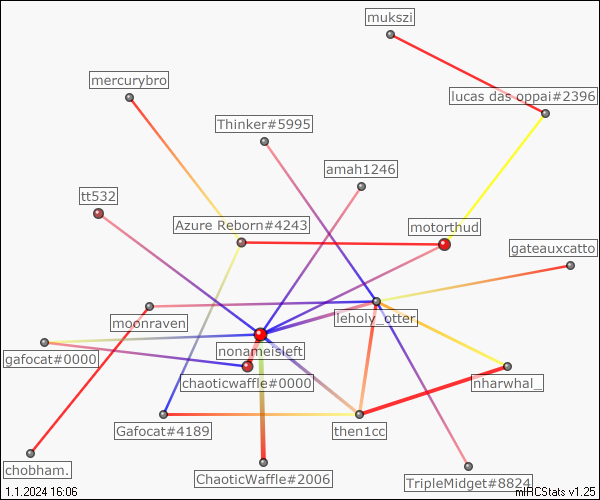 mukszi
mercurybro
lucas das oppai#2396
Thinker#5995
amah1246
tt532
Azure Reborn#4243
motorthud
gateauxcatto
moonraven
leholy_otter
nonameisleft
gafocat#0000
chaoticwaffle#0000
nharwhal_
Gafocat#4189
then1cc
chobham.
ChaoticWaffle#2006
TripleMidget#8824
1.1.2024 16:06
mIRCStats v1.25